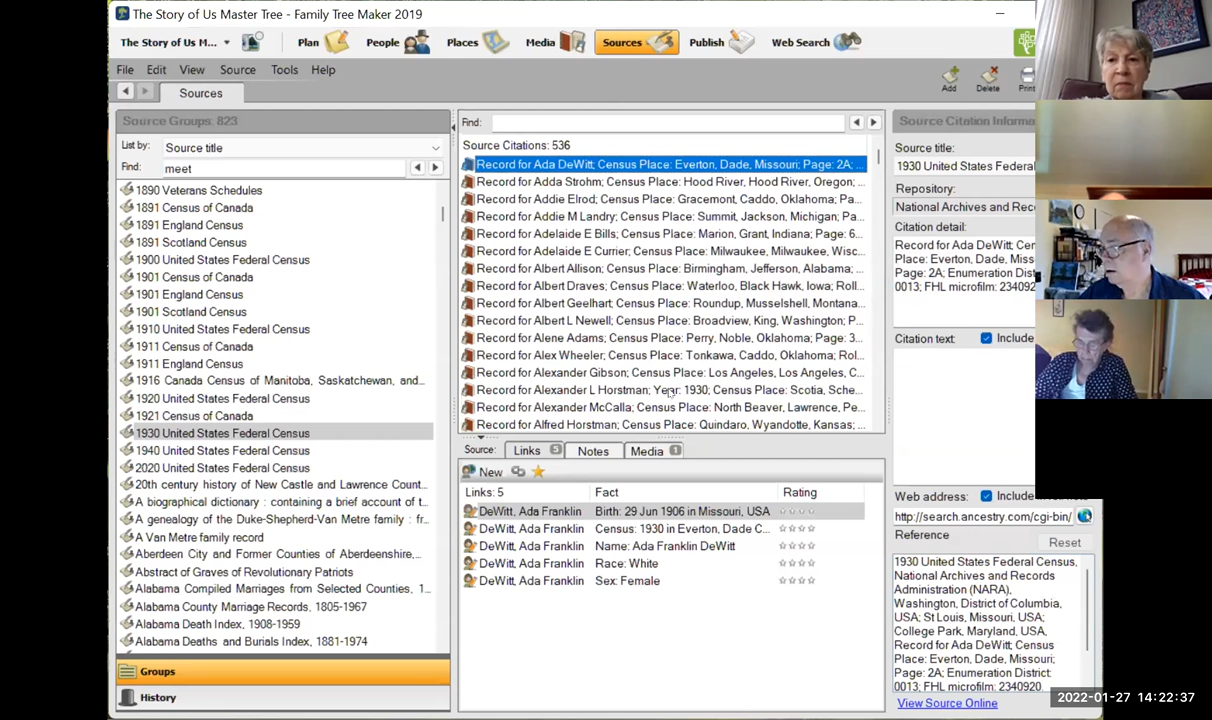 The Story of Us Master Tree - Family Tree Maker 2019
The Story of Us M...
Plan
People
Places
Media
Sources
Publish
Web Search
File
Edit
View
Source
Tools
Help
Sources
Add
Delete
Print
Source Groups: 823
List by:
Source title
Find:
meet
1890 Veterans Schedules
1891 Census of Canada
1891 England Census
1891 Scotland Census
1900 United States Federal Census
1901 Census of Canada
1901 England Census
1901 Scotland Census
1910 United States Federal Census
1911 Census of Canada
1911 England Census
1916 Canada Census of Manitoba, Saskatchewan, and...
1920 United States Federal Census
1921 Census of Canada
1930 United States Federal Census
1940 United States Federal Census
2020 United States Federal Census
20th century history of New Castle and Lawrence Count...
A biographical dictionary : containing a brief account of t...
A genealogy of the Duke-Shepherd-Van Metre family : fr...
A Van Metre family record
Aberdeen City and Former Counties of Aberdeenshire,...
Abstract of Graves of Revolutionary Patriots
Alabama Compiled Marriages from Selected Counties, 1...
Alabama County Marriage Records, 1805-1967
Alabama Death Index, 1908-1959
Alabama Deaths and Burials Index, 1881-1974
Groups
History
Find:
Source Citations: 536
Record for Ada DeWitt; Census Place: Everton, Dade, Missouri; Page: 2A; ...
Record for Adda Strohm; Census Place: Hood River, Hood River, Oregon; ...
Record for Addie Elrod; Census Place: Gracemont, Caddo, Oklahoma; Pa...
Record for Addie M Landry; Census Place: Summit, Jackson, Michigan; Pa...
Record for Adelaide E Bills; Census Place: Marion, Grant, Indiana; Page: 6...
Record for Adelaide E Currier; Census Place: Milwaukee, Milwaukee, Wisc...
Record for Albert Allison; Census Place: Birmingham, Jefferson, Alabama; ...
Record for Albert Draves; Census Place: Waterloo, Black Hawk, Iowa; Roll...
Record for Albert Geelhart; Census Place: Roundup, Musselshell, Montana...
Record for Albert L Newell; Census Place: Broadview, King, Washington; P...
Record for Alene Adams; Census Place: Perry, Noble, Oklahoma; Page: 3...
Record for Alex Wheeler; Census Place: Tonkawa, Caddo, Oklahoma; Rol...
Record for Alexander Gibson; Census Place: Los Angeles, Los Angeles, C...
Record for Alexander L Horstman; Year: 1930; Census Place: Scotia, Sche...
Record for Alexander McCalla; Census Place: North Beaver, Lawrence, Pe...
Record for Alfred Horstman; Census Place: Quindaro, Wyandotte, Kansas; ...
Source:
Links
5
Notes
Media
1
New
Links: 5
Fact
Rating
DeWitt, Ada Franklin
Birth: 29 Jun 1906 in Missouri, USA
DeWitt, Ada Franklin
Census: 1930 in Everton, Dade C...
DeWitt, Ada Franklin
Name: Ada Franklin DeWitt
DeWitt, Ada Franklin
Race: White
DeWitt, Ada Franklin
Sex: Female
Source Citation Informa
Source title:
1930 United States Federa
Repository:
National Archives and Reco
Citation detail:
Record for Ada DeWitt; Cen
Place: Everton, Dade, Miss
Page: 2A; Enumeration Dist
0013; FHL microfilm: 234092
Citation text:
Include
Web address:
Include
http://search.ancestry.com/cgi-bin/
Reference
Reset
1930 United States Federal Census,
National Archives and Records
Administration (NARA),
Washington, District of Columbia,
USA; St Louis, Missouri, USA;
College Park, Maryland, USA,
Record for Ada DeWitt; Census
Place: Everton, Dade, Missouri;
Page: 2A; Enumeration District:
0013; FHL microfilm: 2340920.
View Source Online
2022-01-27 14:22:37